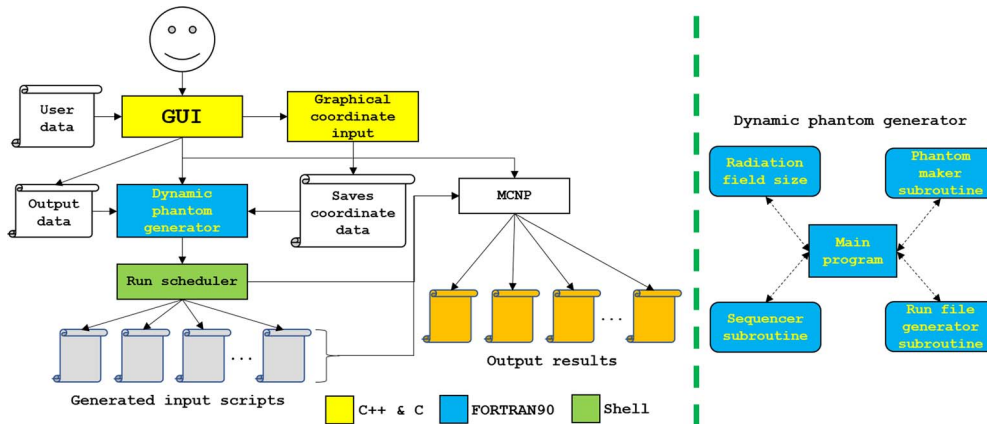 User
data
GUI
Graphical
coordinate
input
Output
data
Dynamic
phantom
generator
Saves
coordinate
data
MCNP
Run scheduler
...
...
Generated input scripts
Output results
C++ & C
FORTRAN90
Shell
Dynamic phantom generator
Radiation
field size
Phantom
maker
subroutine
Main
program
Sequencer
subroutine
Run file
generator
subroutine